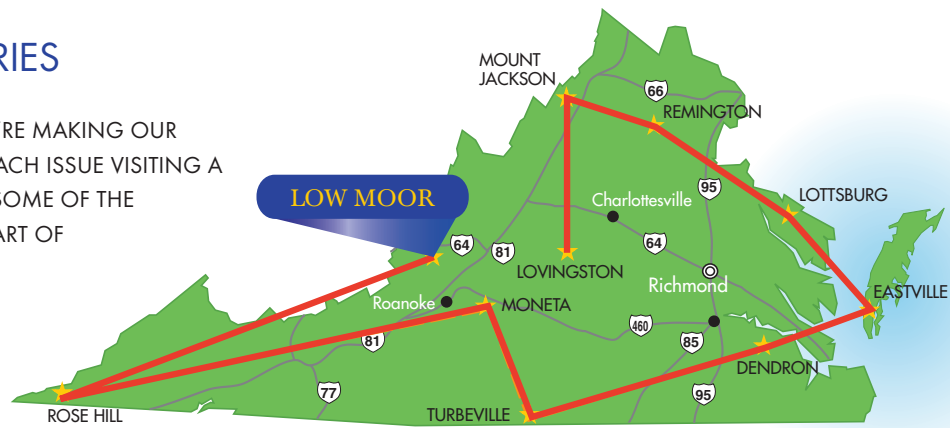 RIES
'RE MAKING OUR
ACH ISSUE VISITING A
SOME OF THE
ART OF
MOUNT
JACKSON
66
REMINGTON
LOW MOOR
95
LOTTSBURG
Charlottesville
64
81
64
LOVINGSTON
Richmond
EASTVILLE
Roanoke
MONETA
460
81
85
DENDRON
77
95
ROSE HILL
TURBEVILLE